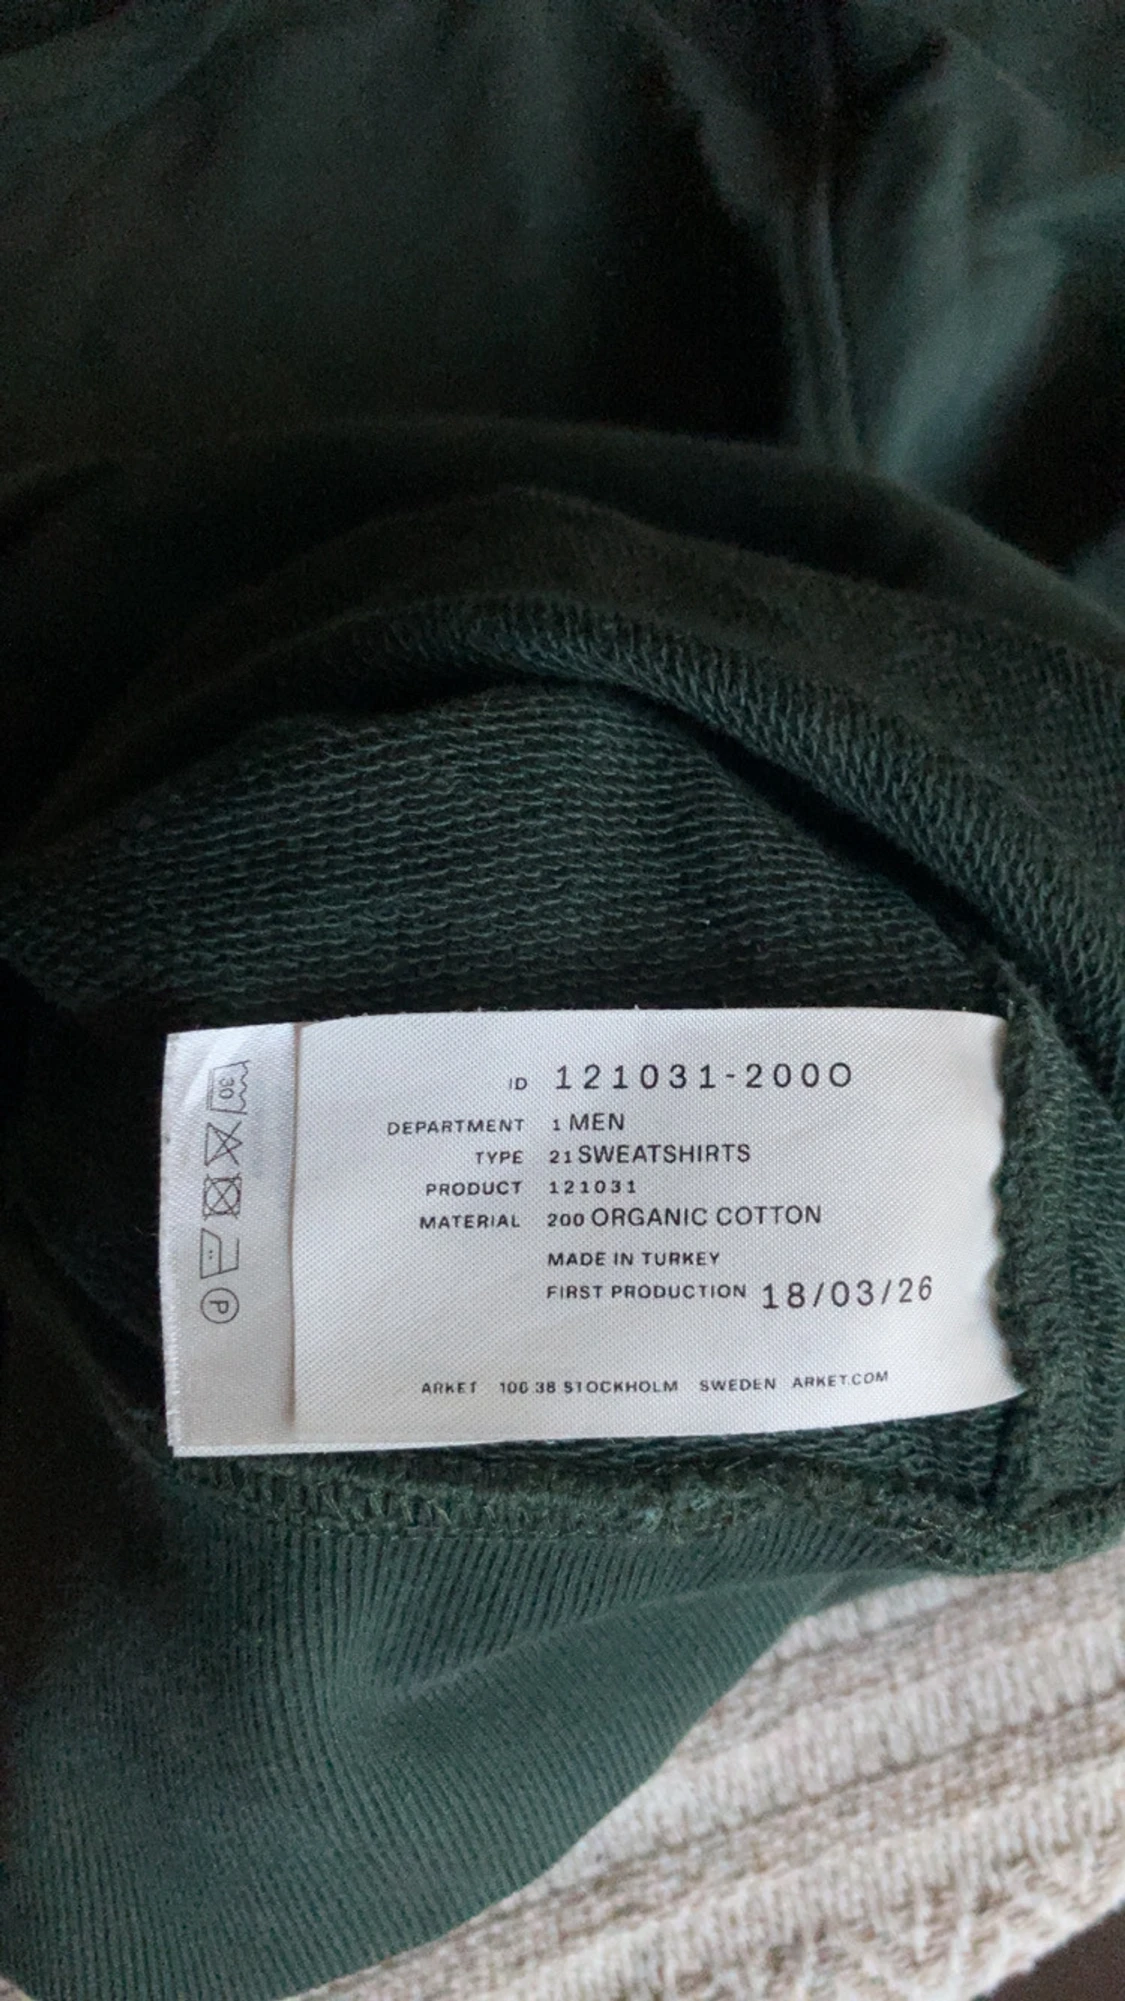 ID 121031-2000
DEPARTMENT 1 MEN
TYPE 21 SWEATSHIRTS
PRODUCT 121031
MATERIAL 200 ORGANIC COTTON
MADE IN TURKEY
FIRST PRODUCTION 18/03/26
ARKET 106 38 STOCKHOLM SWEDEN ARKET.COM
30
P